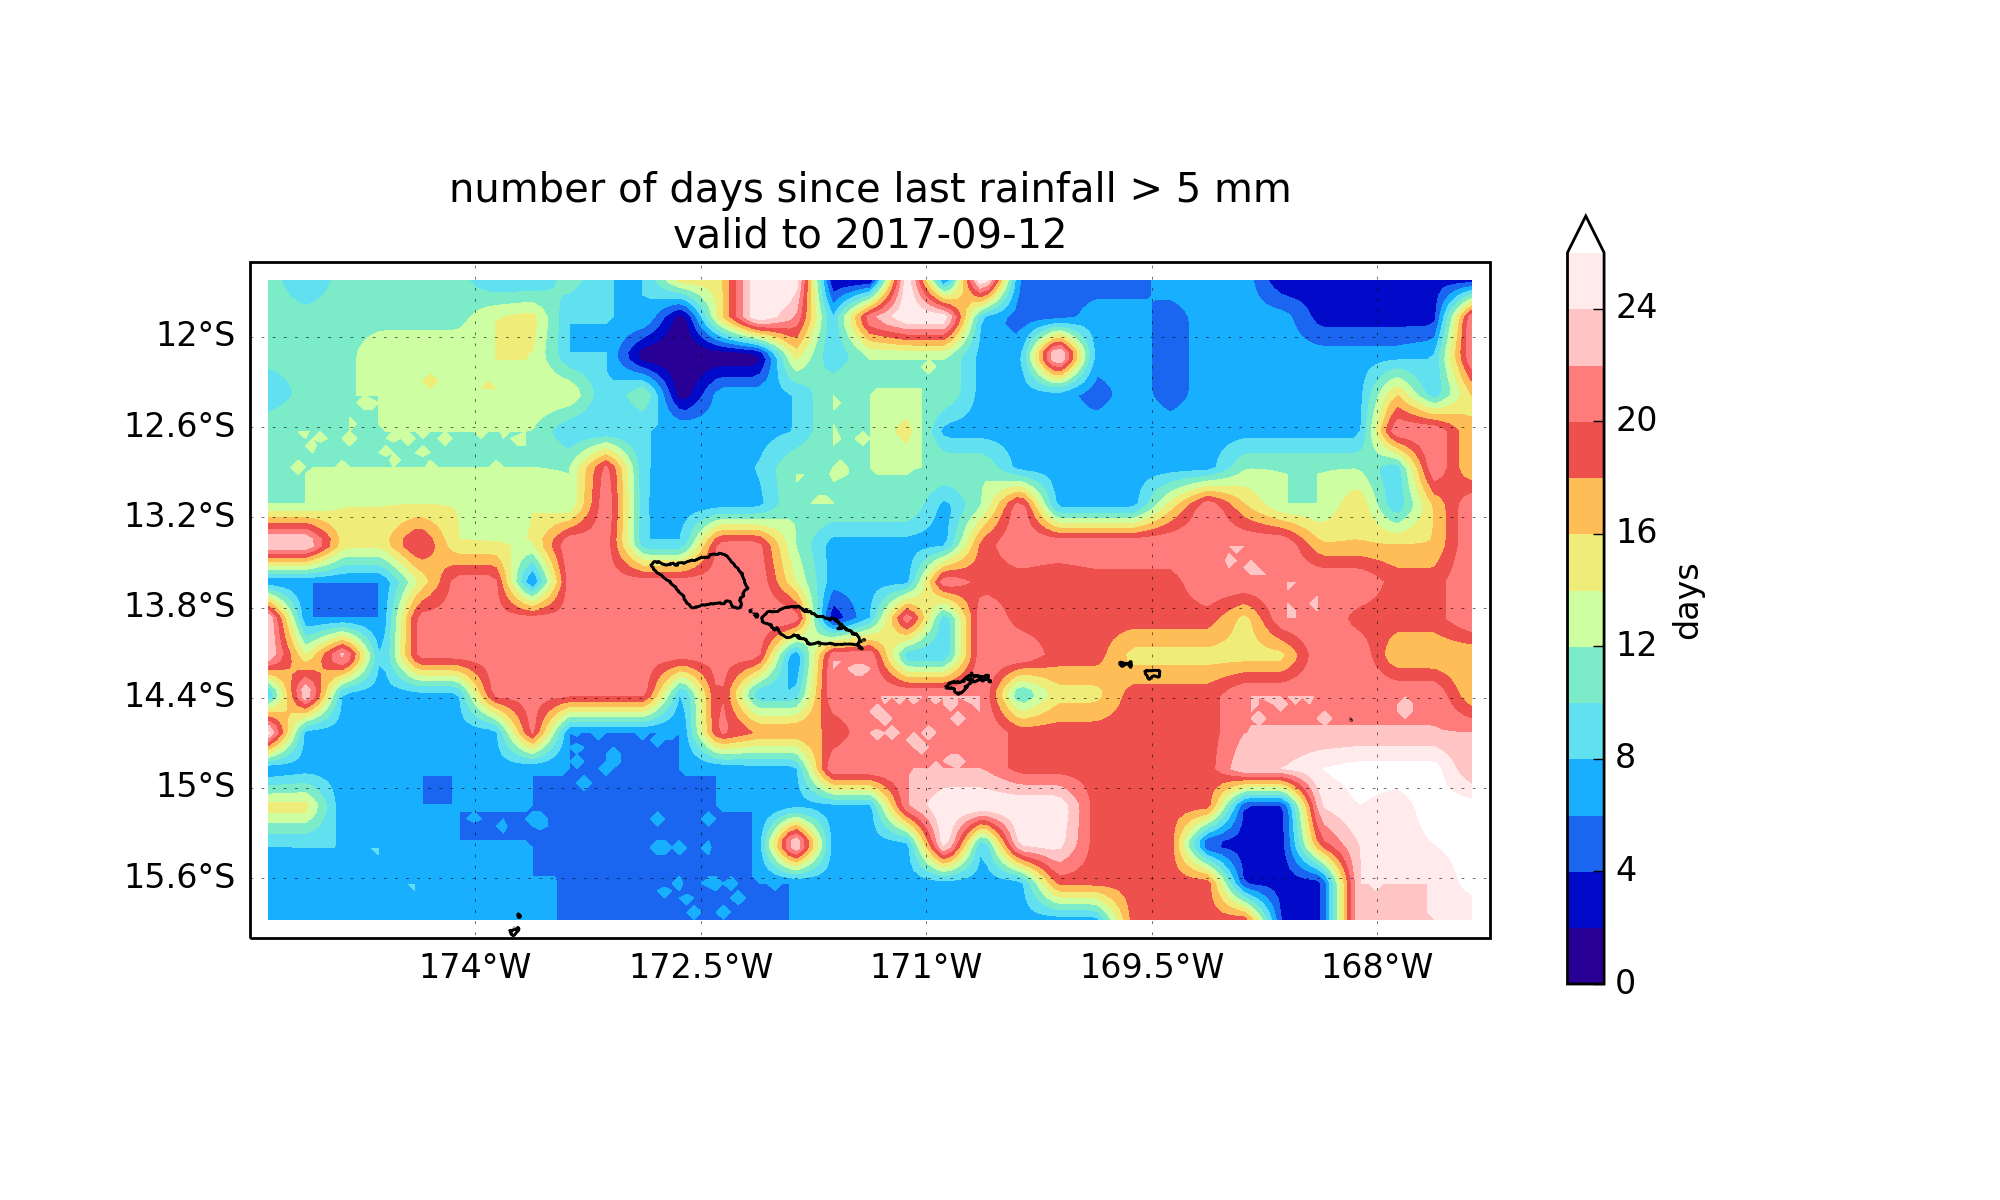 number of days since last rainfall > 5 mm
valid to 2017-09-12
12°S
12.6°S
13.2°S
13.8°S
14.4°S
15°S
15.6°S
174°W
172.5°W
171°W
169.5°W
168°W
24
20
16
12
8
4
0
days